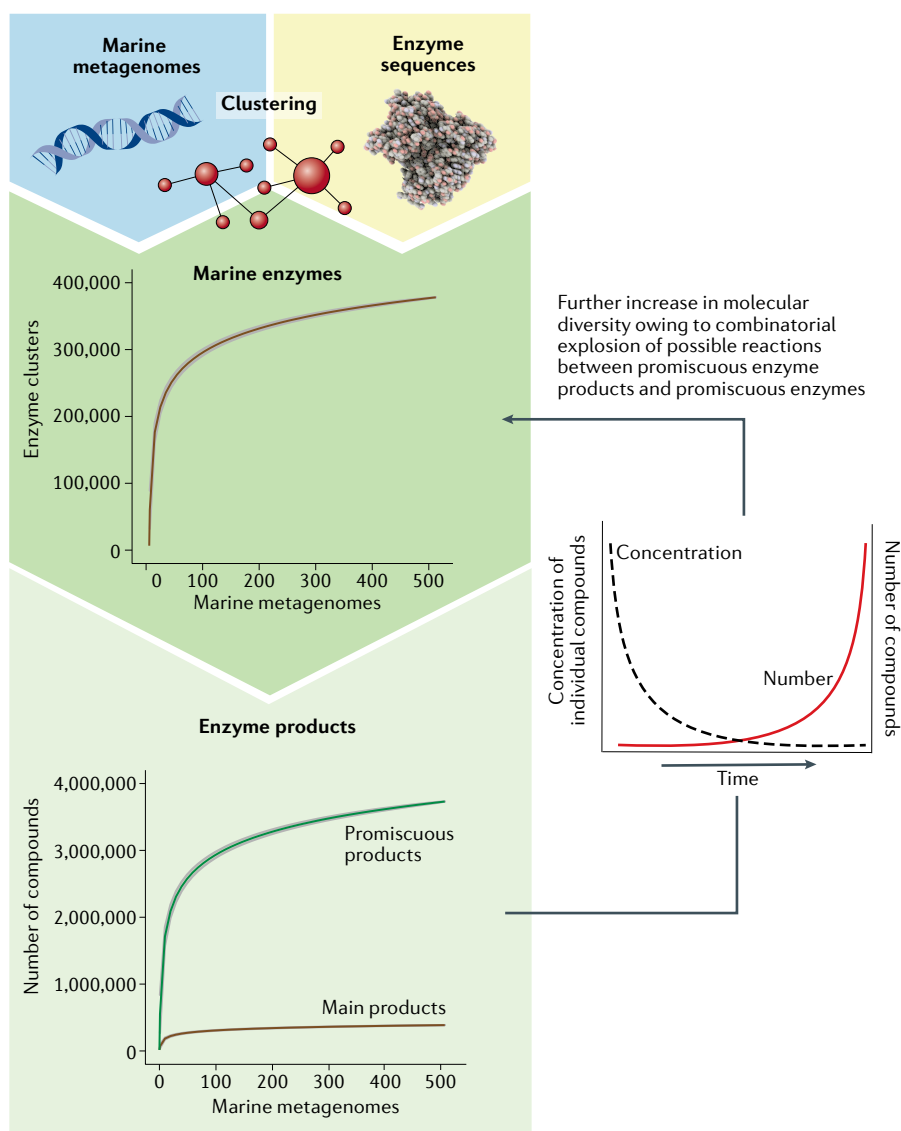 Marine
metagenomes
Enzyme
sequences
Clustering
Marine enzymes
Enzyme clusters
400,000
300,000
200,000
100,000
0
0 100 200 300 400 500
Marine metagenomes
Further increase in molecular
diversity owing to combinatorial
explosion of possible reactions
between promiscuous enzyme
products and promiscuous enzymes
Concentration of
individual compounds
Concentration
Number
Number of compounds
Time
Enzyme products
Number of compounds
4,000,000
3,000,000
2,000,000
1,000,000
0
Promiscuous
products
Main products
0 100 200 300 400 500
Marine metagenomes